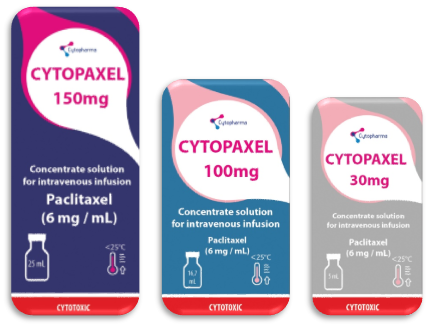 Cytopharma
CYTOPAXEL
150mg
Concentrate solution
for intravenous infusion
Paclitaxel
(6 mg / mL)
25 mL
<25°C
CYTOTOXIC
Cytopharma
CYTOPAXEL
100mg
Concentrate solution
for intravenous infusion
Paclitaxel
(6 mg / mL)
16.7
mL
<25°C
CYTOTOXIC
Cytopharma
CYTOPAXEL
30mg
Concentrate solution
for intravenous infusion
Paclitaxel
(6 mg / mL)
<25°C
CYTOTOXIC